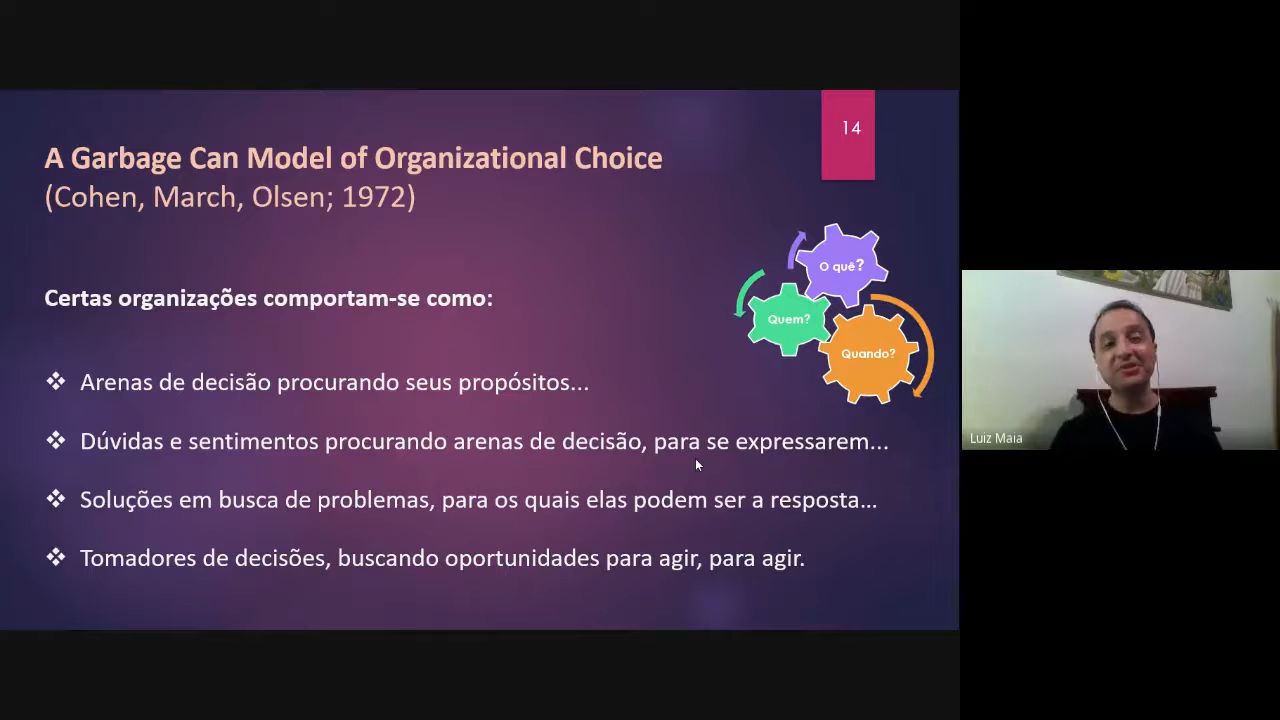 14
A Garbage Can Model of Organizational Choice
(Cohen, March, Olsen; 1972)
O quê?
Quem?
Quando?
Certas organizações comportam-se como:
❖ Arenas de decisão procurando seus propósitos...
❖ Dúvidas e sentimentos procurando arenas de decisão, para se expressarem...
❖ Soluções em busca de problemas, para os quais elas podem ser a resposta...
❖ Tomadores de decisões, buscando oportunidades para agir, para agir.
Luiz Maia